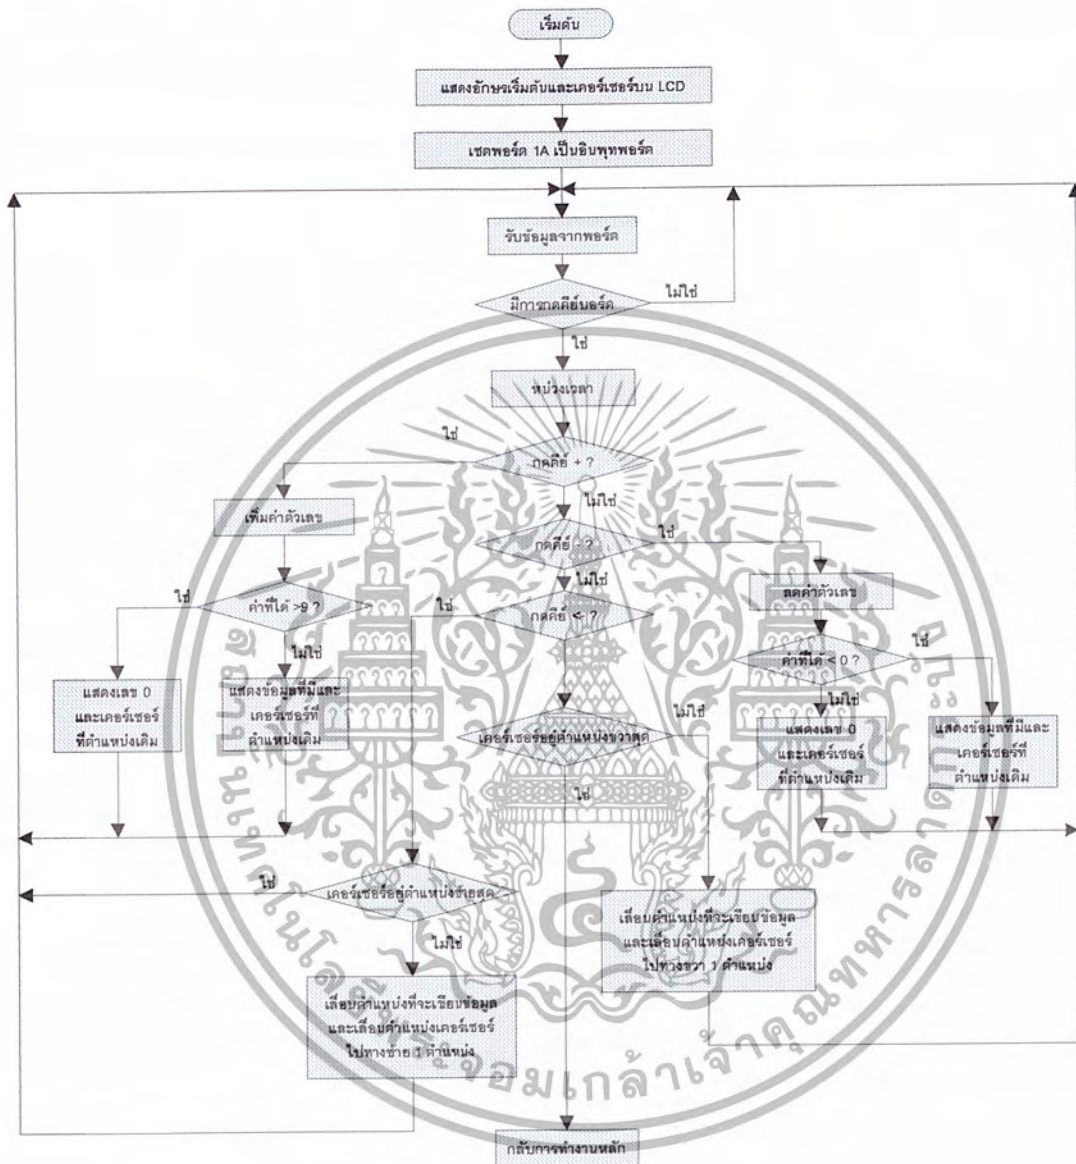 เริ่มต้น
แสดงอักษรเริ่มต้นและเคอร์เซอร์บน LCD
เซตพอร์ต 1A เป็นอินพุทพอร์ต
รับข้อมูลจากพอร์ต
มีการกดคีย์บอร์ด
ไม่ใช่
ใช่
หน่วงเวลา
ใช่
กดคีย์ + ?
ไม่ใช่
เพิ่มค่าตัวเลข
กดคีย์ - ?
ใช่
ไม่ใช่
ลดค่าตัวเลข
ใช่
ค่าที่ได้ >9 ?
ใช่
กดคีย์ <- ?
ใช่
ไม่ใช่
ค่าที่ได้ < 0 ?
แสดงเลข 0
และเคอร์เซอร์
ที่ตำแหน่งเดิม
แสดงข้อมูลที่มีและ
เคอร์เซอร์ที่
ตำแหน่งเดิม
เคอร์เซอร์อยู่ตำแหน่งขวาสุด
ไม่ใช่
ไม่ใช่
แสดงเลข 0
และเคอร์เซอร์
ที่ตำแหน่งเดิม
แสดงข้อมูลที่มีและ
เคอร์เซอร์ที่
ตำแหน่งเดิม
ใช่
ใช่
เคอร์เซอร์อยู่ตำแหน่งซ้ายสุด
ไม่ใช่
เลื่อนตำแหน่งที่จะเขียนข้อมูล
และเลื่อนตำแหน่งเคอร์เซอร์
ไปทางขวา 1 ตำแหน่ง
เลื่อนตำแหน่งที่จะเขียนข้อมูล
และเลื่อนตำแหน่งเคอร์เซอร์
ไปทางซ้าย 1 ตำแหน่ง
กลับการทำงานหลัก
สถาบันเทคโนโลยีพระจอมเกล้าเจ้าคุณทหารลาดกระบัง